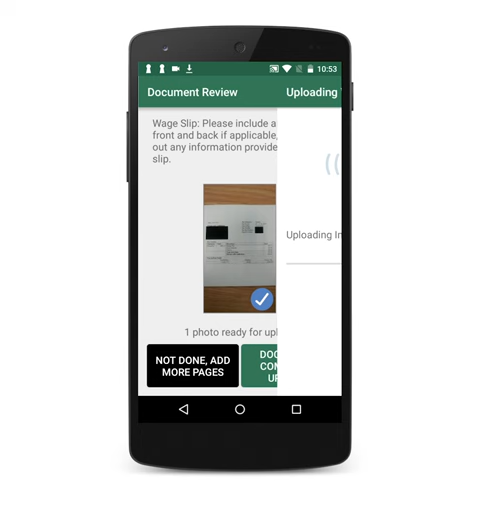 10:53
Document Review
Uploading
Wage Slip: Please include a
front and back if applicable,
out any information provide
slip.
Uploading In
1 photo ready for upl
NOT DONE, ADD
MORE PAGES
DOC
COM
UP